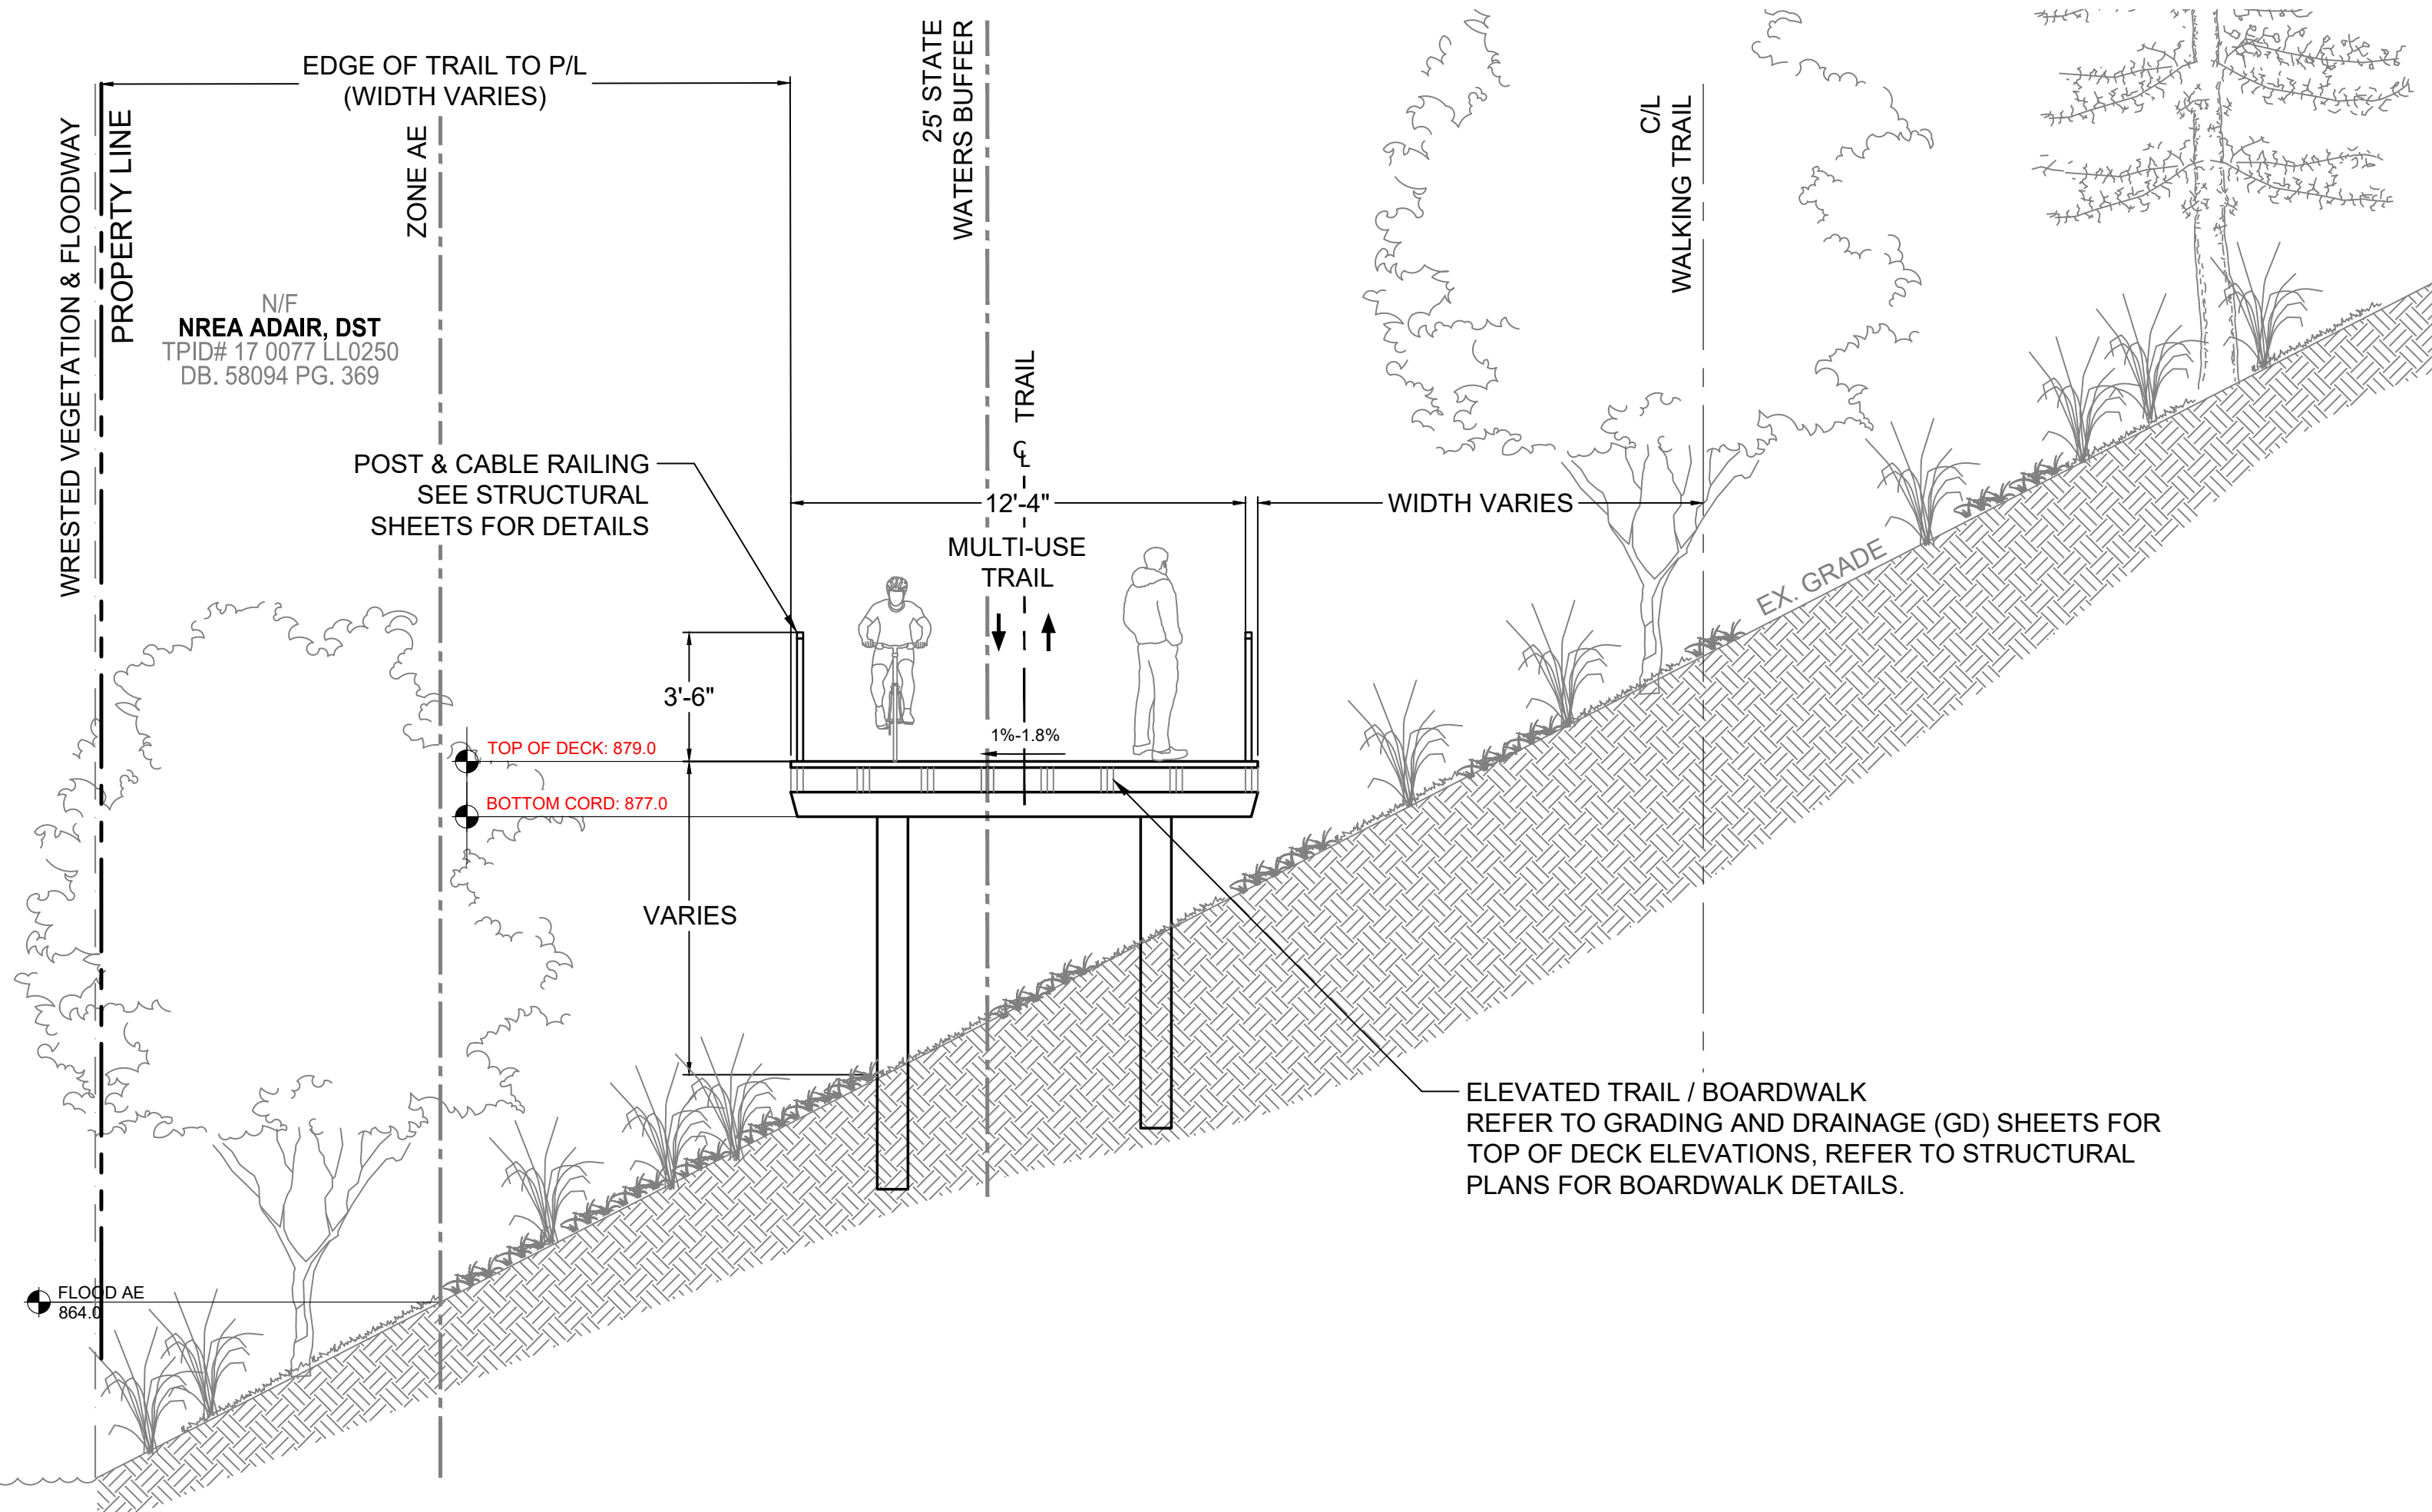 EDGE OF TRAIL TO P/L
(WIDTH VARIES)
WRESTED VEGETATION & FLOODWAY
PROPERTY LINE
ZONE AE
25' STATE
WATERS BUFFER
C/L
WALKING TRAIL
N/F
NREA ADAIR, DST
TPID# 17 0077 LL0250
DB. 58094 PG. 369
CL TRAIL
POST & CABLE RAILING
SEE STRUCTURAL
SHEETS FOR DETAILS
12'-4"
WIDTH VARIES
MULTI-USE
TRAIL
EX. GRADE
3'-6"
1%-1.8%
TOP OF DECK: 879.0
BOTTOM CORD: 877.0
VARIES
ELEVATED TRAIL / BOARDWALK
REFER TO GRADING AND DRAINAGE (GD) SHEETS FOR
TOP OF DECK ELEVATIONS, REFER TO STRUCTURAL
PLANS FOR BOARDWALK DETAILS.
FLOOD AE
864.0